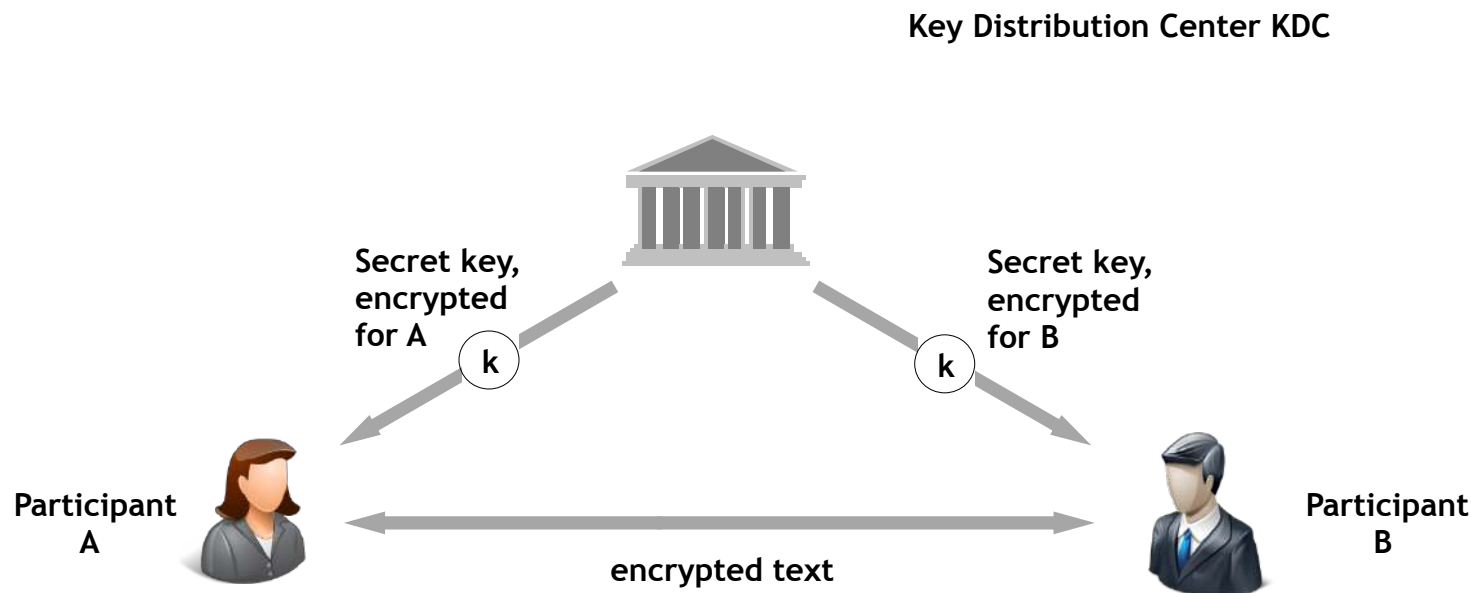 Key Distribution Center KDC
Secret key,
encrypted
for A
Secret key,
encrypted
for B
k
k
Participant
A
Participant
B
encrypted text